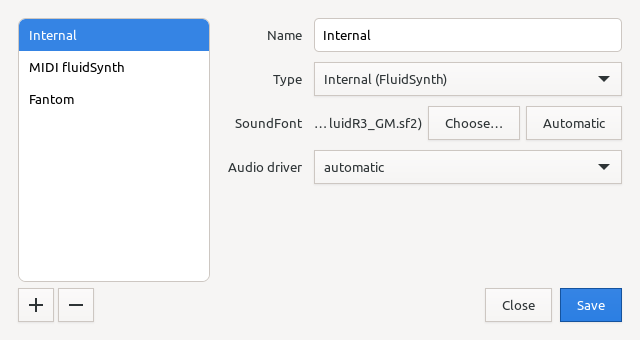 Internal
MIDI fluidSynth
Fantom
Name Internal
Type Internal (FluidSynth)
SoundFont …luidR3_GM.sf2) Choose… Automatic
Audio driver automatic
Close Save